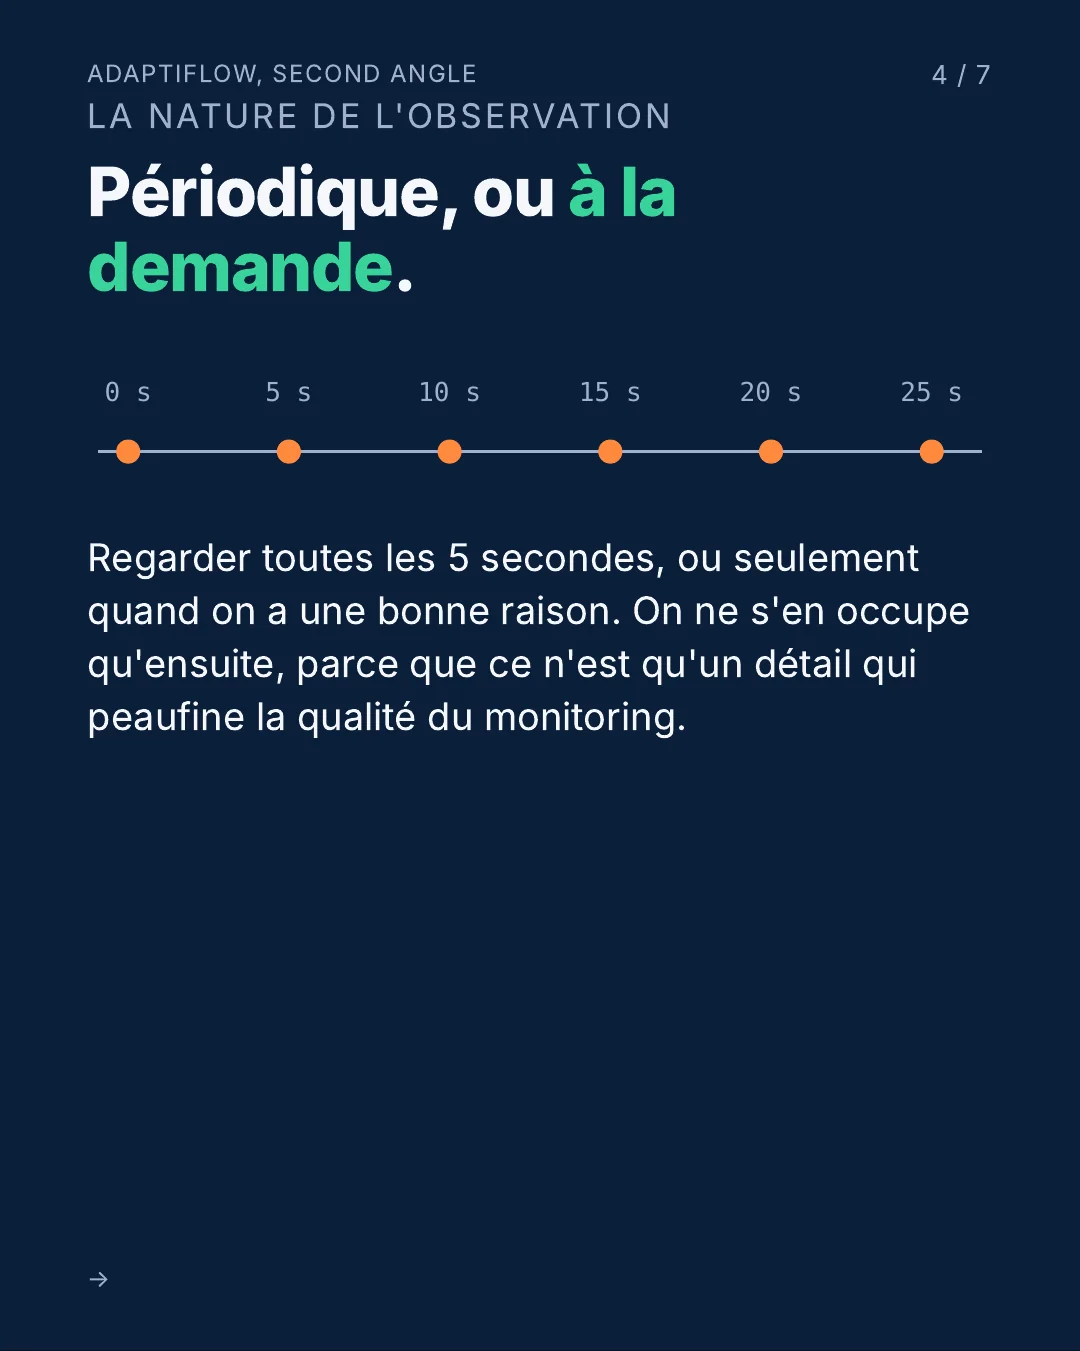 ADAPTIFLOW, SECOND ANGLE
4 / 7
LA NATURE DE L'OBSERVATION
Périodique, ou à la
demande.
0 s 5 s 10 s 15 s 20 s 25 s
Regarder toutes les 5 secondes, ou seulement
quand on a une bonne raison. On ne s'en occupe
qu'ensuite, parce que ce n'est qu'un détail qui
peaufine la qualité du monitoring.
→